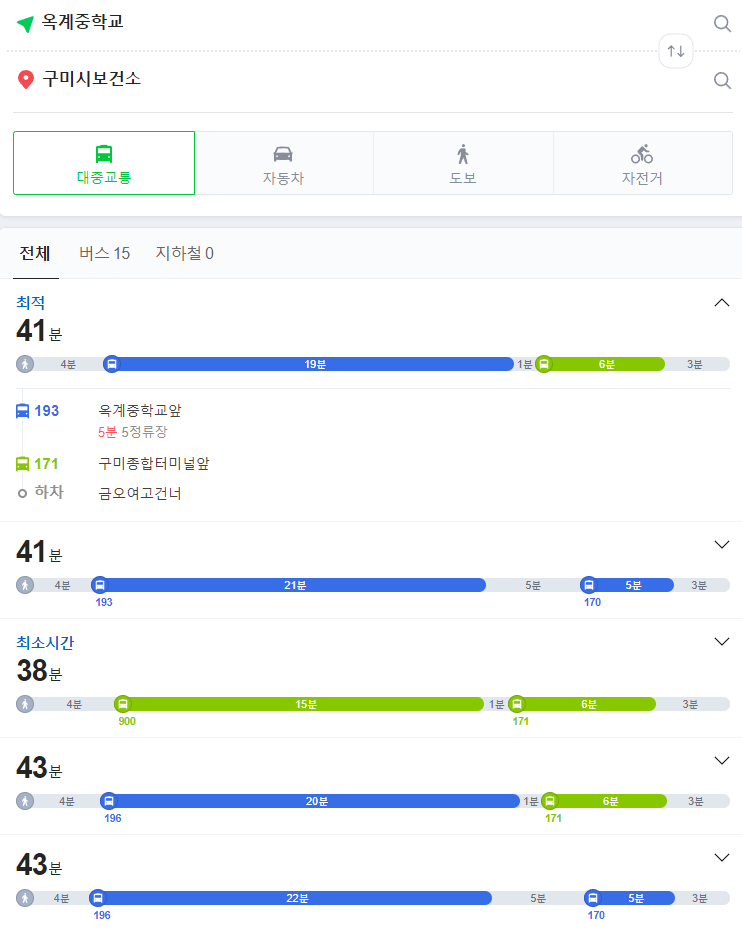 옥계중학교
구미시보건소
대중교통 자동차 도보 자전거
전체 버스 15 지하철 0
최적
41분
4분 19분 1분 6분 3분
193 옥계중학교앞
5분 5정류장
171 구미종합터미널앞
하차 금오여고건너
41분
4분 21분 5분 5분 3분
193 170
최소시간
38분
4분 15분 1분 6분 3분
900 171
43분
4분 20분 1분 6분 3분
196 171
43분
4분 22분 5분 5분 3분
196 170